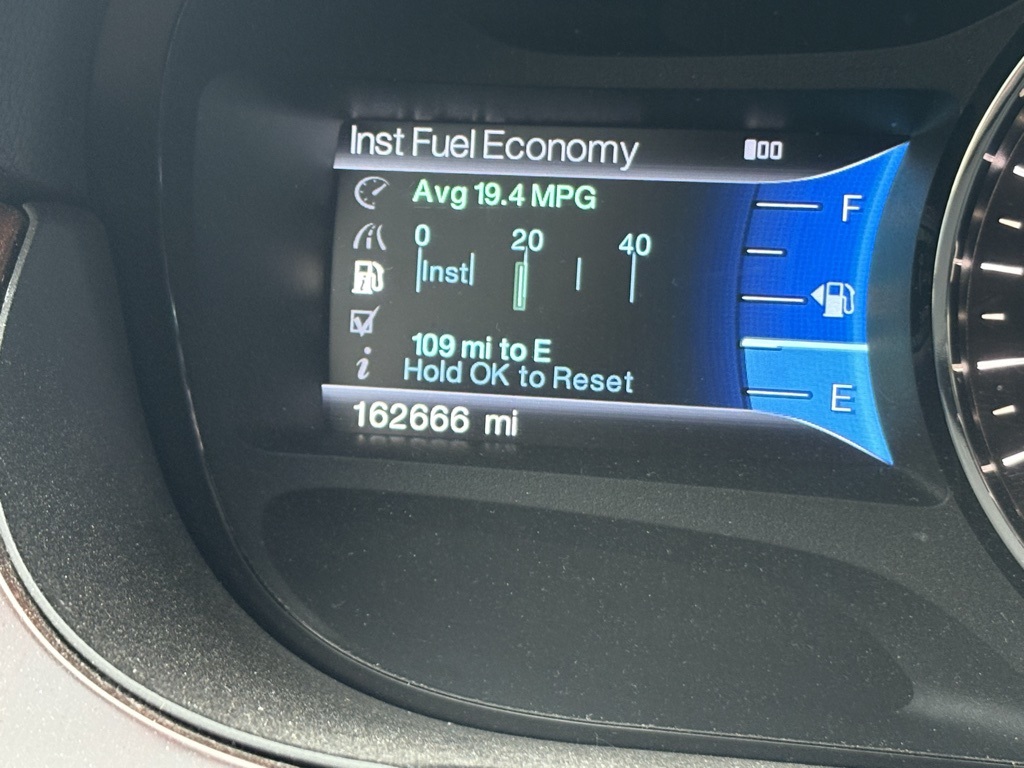 Inst Fuel Economy
Avg 19.4 MPG
F
0 20 40
Inst
109 mi to E
Hold OK to Reset
E
162666 mi